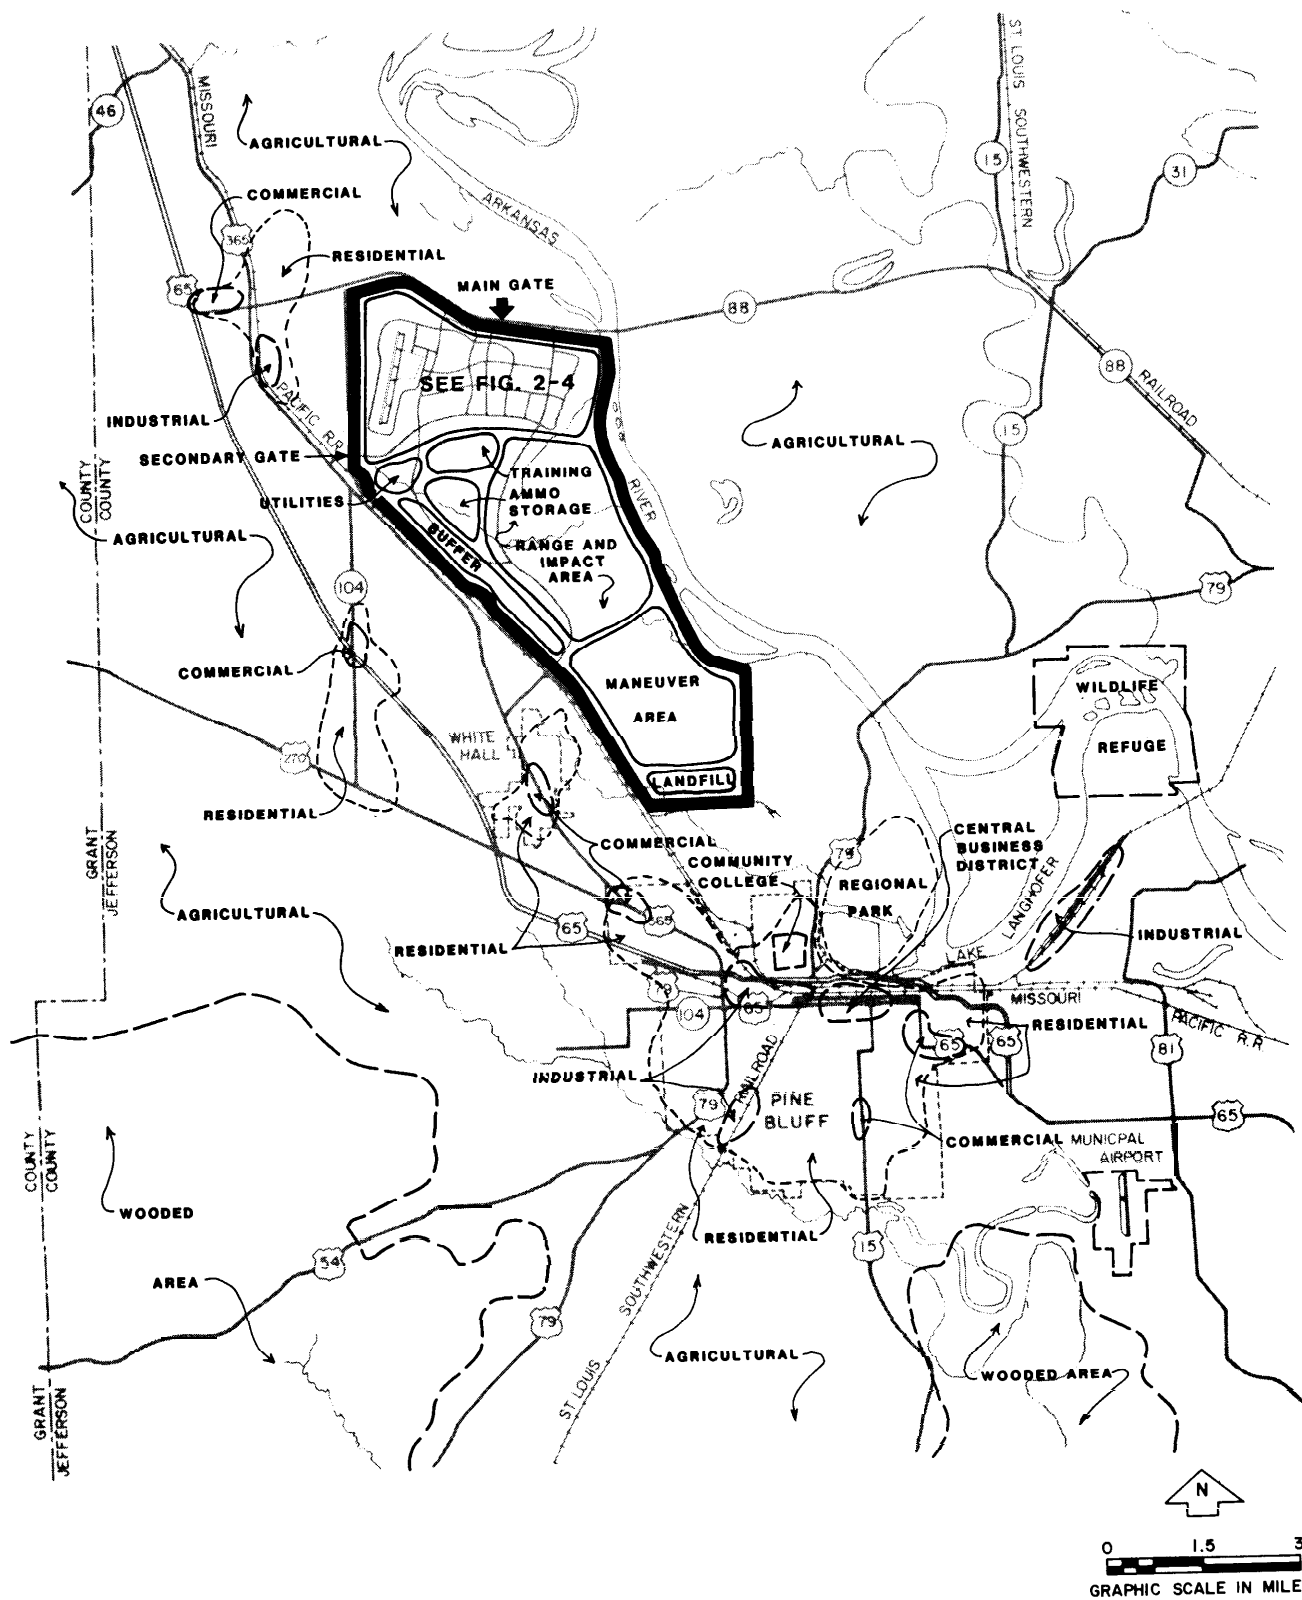 ST. LOUIS SOUTHWESTERN
MISSOURI
46
AGRICULTURAL
15
31
COMMERCIAL
ARKANSAS
365
RESIDENTIAL
65
MAIN GATE
88
SEE FIG. 2-4
88
RAILROAD
PACIFIC R.R.
INDUSTRIAL
15
AGRICULTURAL
SECONDARY GATE
TRAINING
RIVER
UTILITIES
AMMO
STORAGE
COUNTY
COUNTY
AGRICULTURAL
BUFFER
RANGE AND
IMPACT
AREA
104
79
COMMERCIAL
MANEUVER
AREA
WILDLIFE
REFUGE
WHITE
HALL
270
LANDFILL
RESIDENTIAL
GRANT
JEFFERSON
COMMERCIAL
CENTRAL
BUSINESS
DISTRICT
79
COMMUNITY
COLLEGE
REGIONAL
PARK
LAKE LANGHOFER
AGRICULTURAL
65
365
INDUSTRIAL
RESIDENTIAL
79
104
65
MISSOURI
PACIFIC R.R.
RESIDENTIAL
65
65
81
INDUSTRIAL
RAILROAD
79
PINE
BLUFF
65
COMMERCIAL
MUNICPAL
AIRPORT
COUNTY
COUNTY
WOODED
AREA
RESIDENTIAL
15
54
SOUTHWESTERN
79
AGRICULTURAL
WOODED AREA
ST LOUIS
GRANT
JEFFERSON
N
0 1.5 3
GRAPHIC SCALE IN MILE